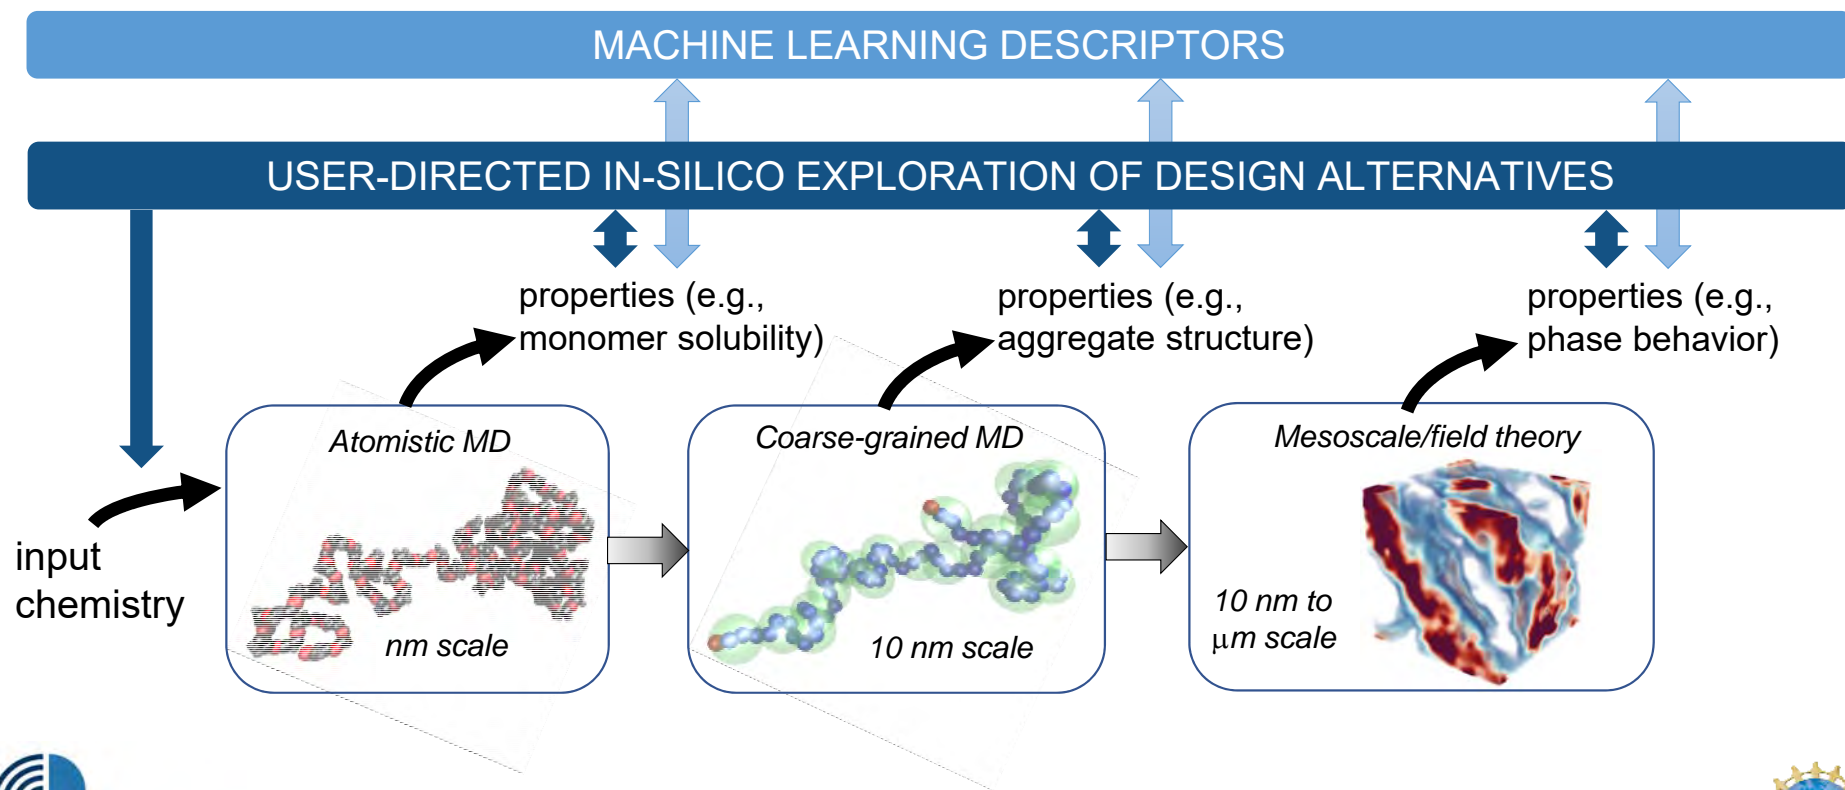 MACHINE LEARNING DESCRIPTORS
USER-DIRECTED IN-SILICO EXPLORATION OF DESIGN ALTERNATIVES
properties (e.g.,
monomer solubility)
properties (e.g.,
aggregate structure)
properties (e.g.,
phase behavior)
input
chemistry
Atomistic MD
nm scale
Coarse-grained MD
10 nm scale
Mesoscale/field theory
10 nm to
μm scale